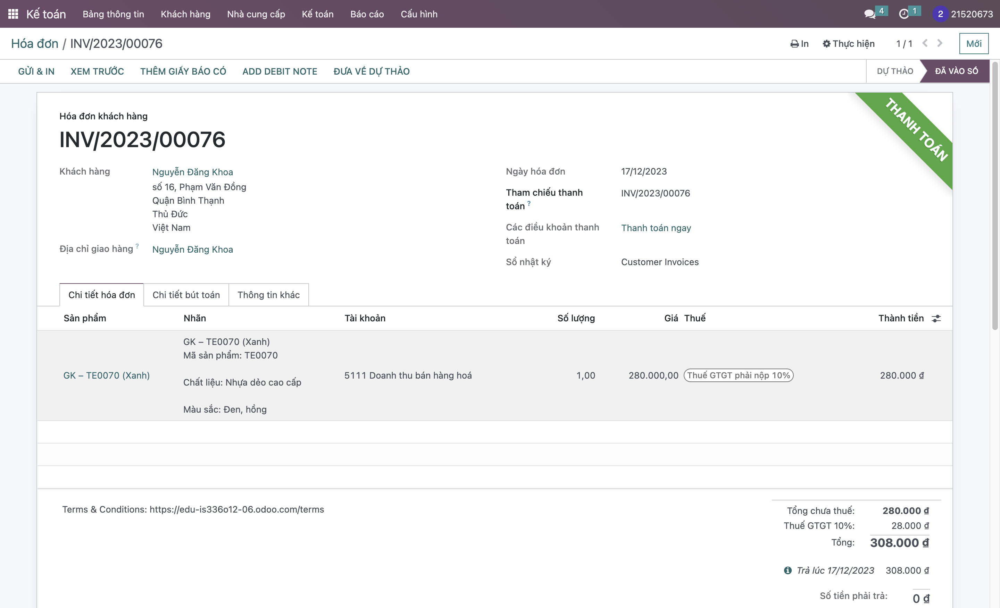 Kế toán Bảng thông tin Khách hàng Nhà cung cấp Kế toán Báo cáo Cấu hình 4 1 2 21520673
Hóa đơn / INV/2023/00076 In Thực hiện 1 / 1 Mới
GỬI & IN XEM TRƯỚC THÊM GIẤY BÁO CÓ ADD DEBIT NOTE ĐƯA VỀ DỰ THẢO DỰ THẢO ĐÃ VÀO SỔ
THANH TOÁN
Hóa đơn khách hàng
INV/2023/00076
Khách hàng Nguyễn Đăng Khoa
số 16, Phạm Văn Đồng
Quận Bình Thạnh
Thủ Đức
Việt Nam
Địa chỉ giao hàng ? Nguyễn Đăng Khoa
Ngày hóa đơn 17/12/2023
Tham chiếu thanh
toán ? INV/2023/00076
Các điều khoản thanh
toán Thanh toán ngay
Sổ nhật ký Customer Invoices
Chi tiết hóa đơn Chi tiết bút toán Thông tin khác
Sản phẩm Nhãn Tài khoản Số lượng Giá Thuế Thành tiền
GK – TE0070 (Xanh)
Mã sản phẩm: TE0070
GK – TE0070 (Xanh) 5111 Doanh thu bán hàng hoá 1,00 280.000,00 Thuế GTGT phải nộp 10% 280.000 ₫
Chất liệu: Nhựa dẻo cao cấp
Màu sắc: Đen, hồng
Terms & Conditions: https://edu-is336o12-06.odoo.com/terms
Tổng chưa thuế: 280.000 ₫
Thuế GTGT 10%: 28.000 ₫
Tổng: 308.000 ₫
Trả lúc 17/12/2023 308.000 ₫
Số tiền phải trả: 0 ₫